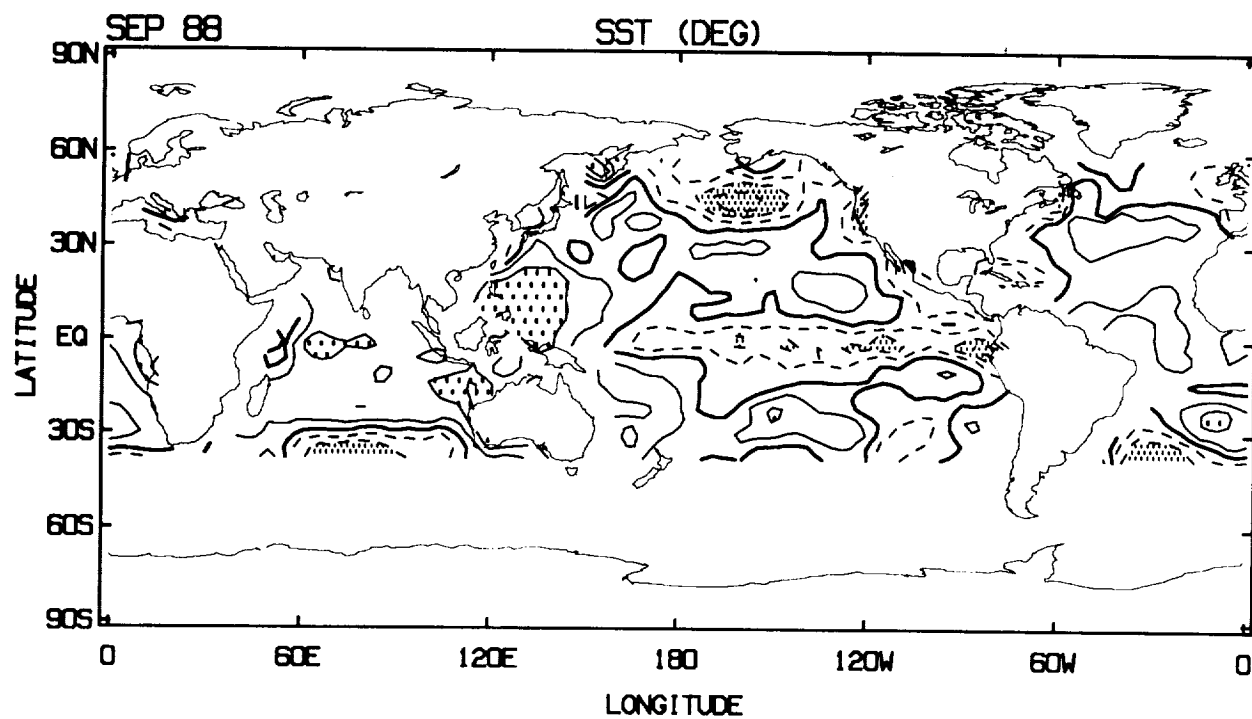 SEP 88 SST (DEG)
90N
60N
30N
EQ
30S
60S
90S
LATITUDE
0 60E 120E 180 120W 60W 0
LONGITUDE